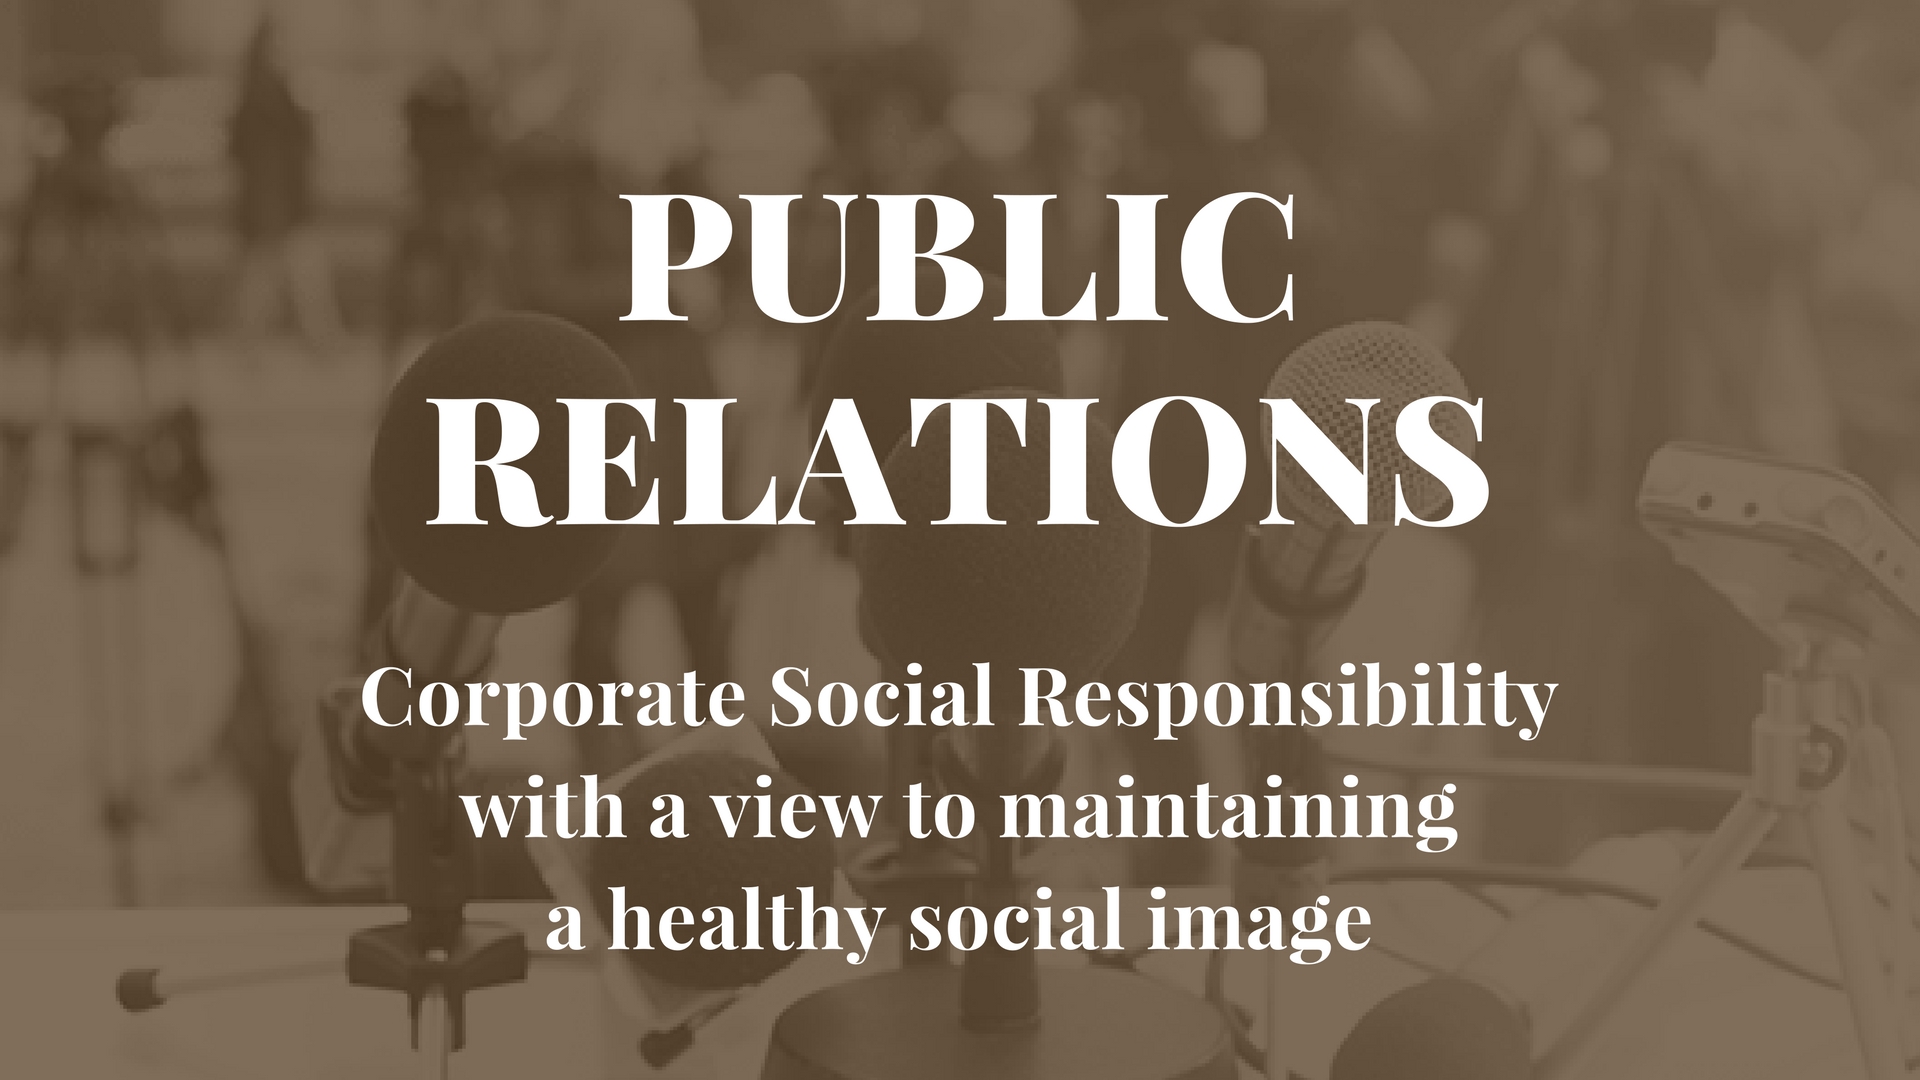 PUBLIC
RELATIONS
Corporate Social Responsibility
with a view to maintaining
a healthy social image